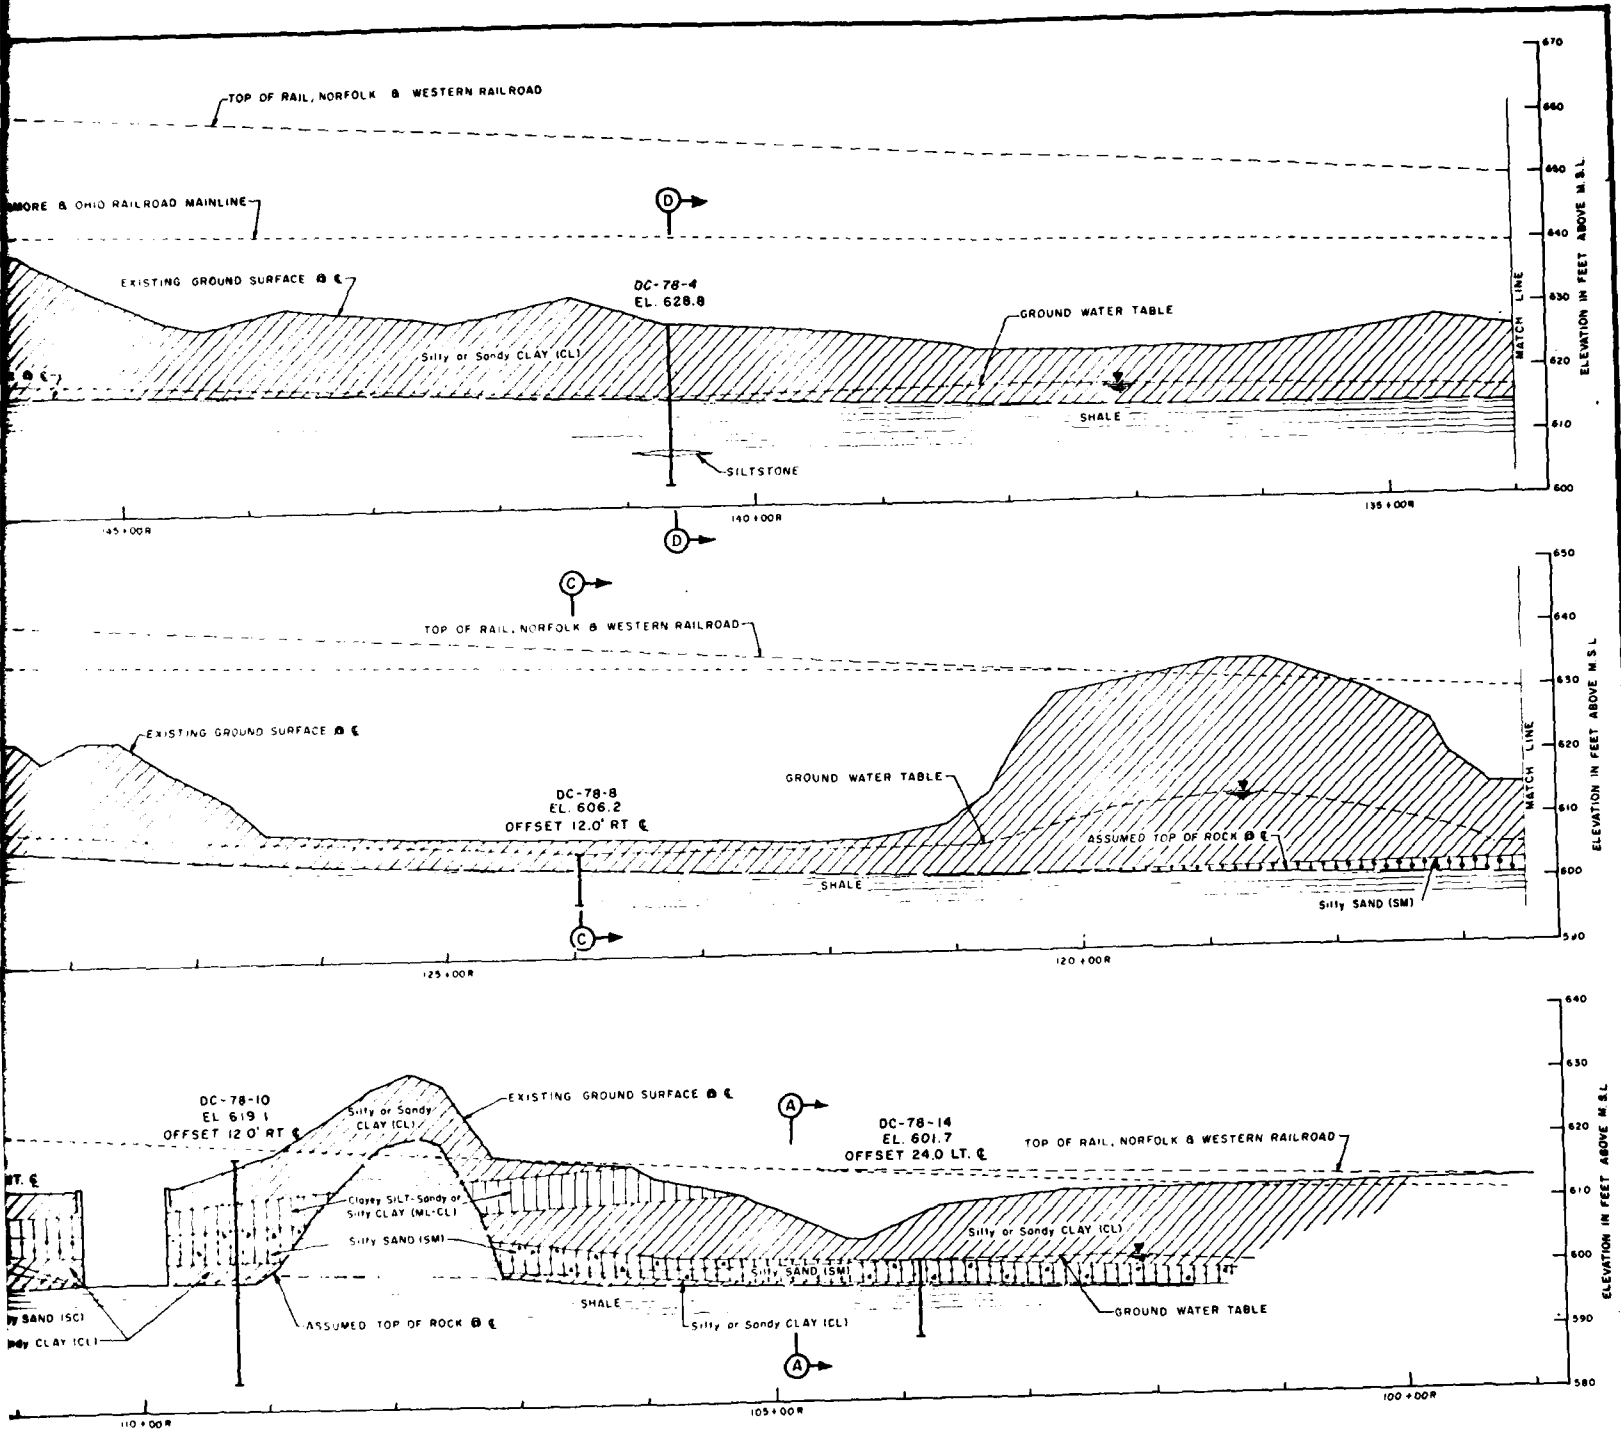 670
TOP OF RAIL, NORFOLK & WESTERN RAILROAD
660
650
MORE & OHIO RAILROAD MAINLINE
D
640
ELEVATION IN FEET ABOVE M.S.L.
EXISTING GROUND SURFACE @ ℄
DC-78-4
EL. 628.8
630
GROUND WATER TABLE
MATCH LINE
Silty or Sandy CLAY (CL)
620
@ ℄
SHALE
610
SILTSTONE
600
145+00R
140+00R
135+00R
D
650
C
640
TOP OF RAIL, NORFOLK & WESTERN RAILROAD
630
ELEVATION IN FEET ABOVE M.S.L
EXISTING GROUND SURFACE @ ℄
620
MATCH LINE
GROUND WATER TABLE
DC-78-8
EL. 606.2
OFFSET 12.0' RT ℄
610
ASSUMED TOP OF ROCK @ ℄
600
SHALE
Silty SAND (SM)
C
590
125+00R
120+00R
640
630
DC-78-10
EL 619.1
OFFSET 12.0' RT ℄
EXISTING GROUND SURFACE @ ℄
A
Silty or Sandy
CLAY (CL)
DC-78-14
EL. 601.7
OFFSET 24.0 LT. ℄
TOP OF RAIL, NORFOLK & WESTERN RAILROAD
620
ELEVATION IN FEET ABOVE M.S.L
RT. ℄
610
Clayey SILT-Sandy or
Silty CLAY (ML-CL)
Silty SAND (SM)
Silty or Sandy CLAY (CL)
600
Silty SAND (SM)
SHALE
GROUND WATER TABLE
SAND (SC)
CLAY (CL)
ASSUMED TOP OF ROCK @ ℄
Silty or Sandy CLAY (CL)
590
A
580
110+00R
105+00R
100+00R